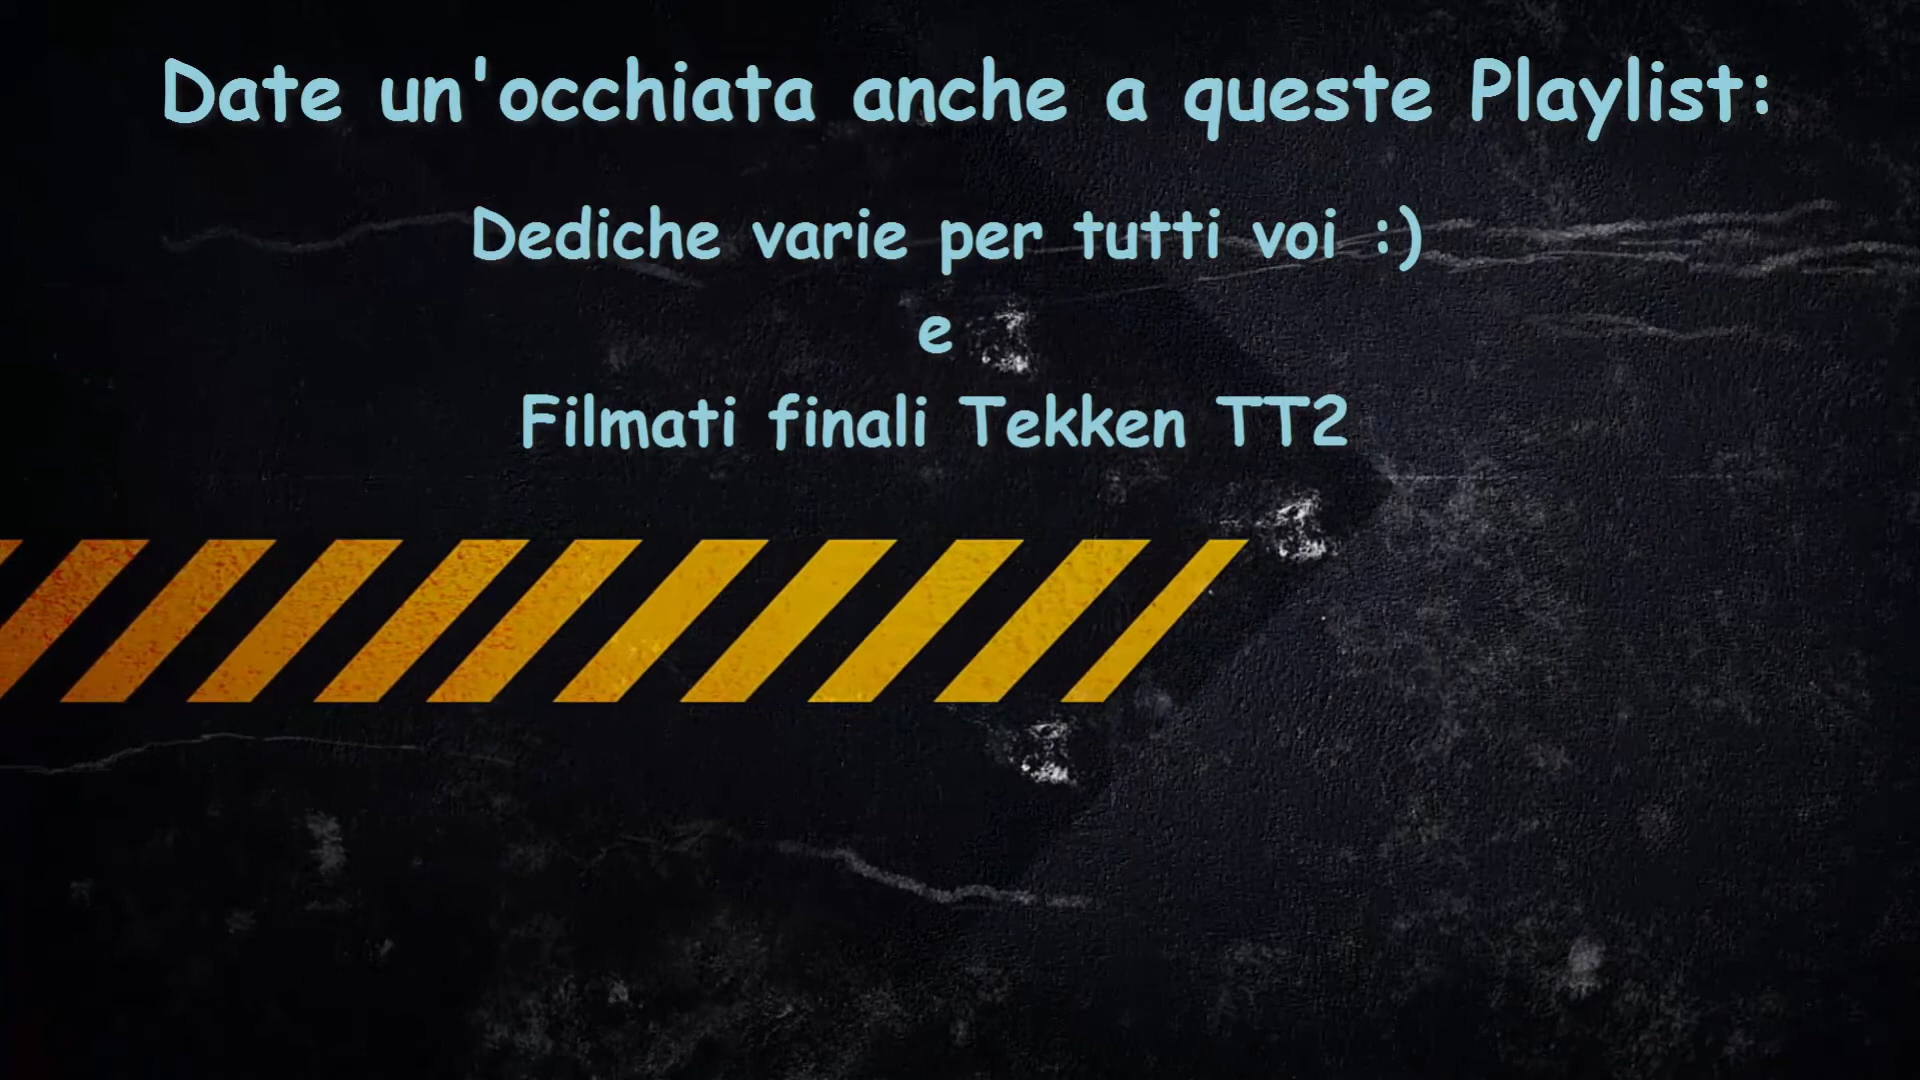 Date un'occhiata anche a queste Playlist:
Dediche varie per tutti voi :)
e
Filmati finali Tekken TT2